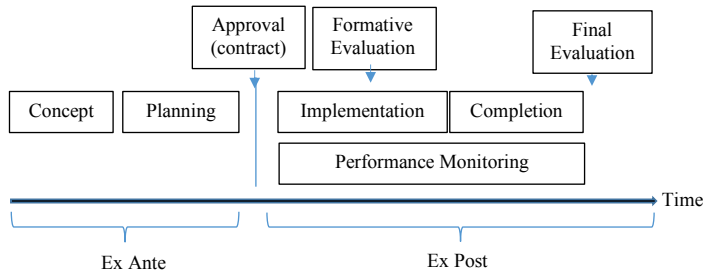 Approval
(contract)
Formative
Evaluation
Final
Evaluation
Concept
Planning
Implementation
Completion
Performance Monitoring
Time
Ex Ante
Ex Post